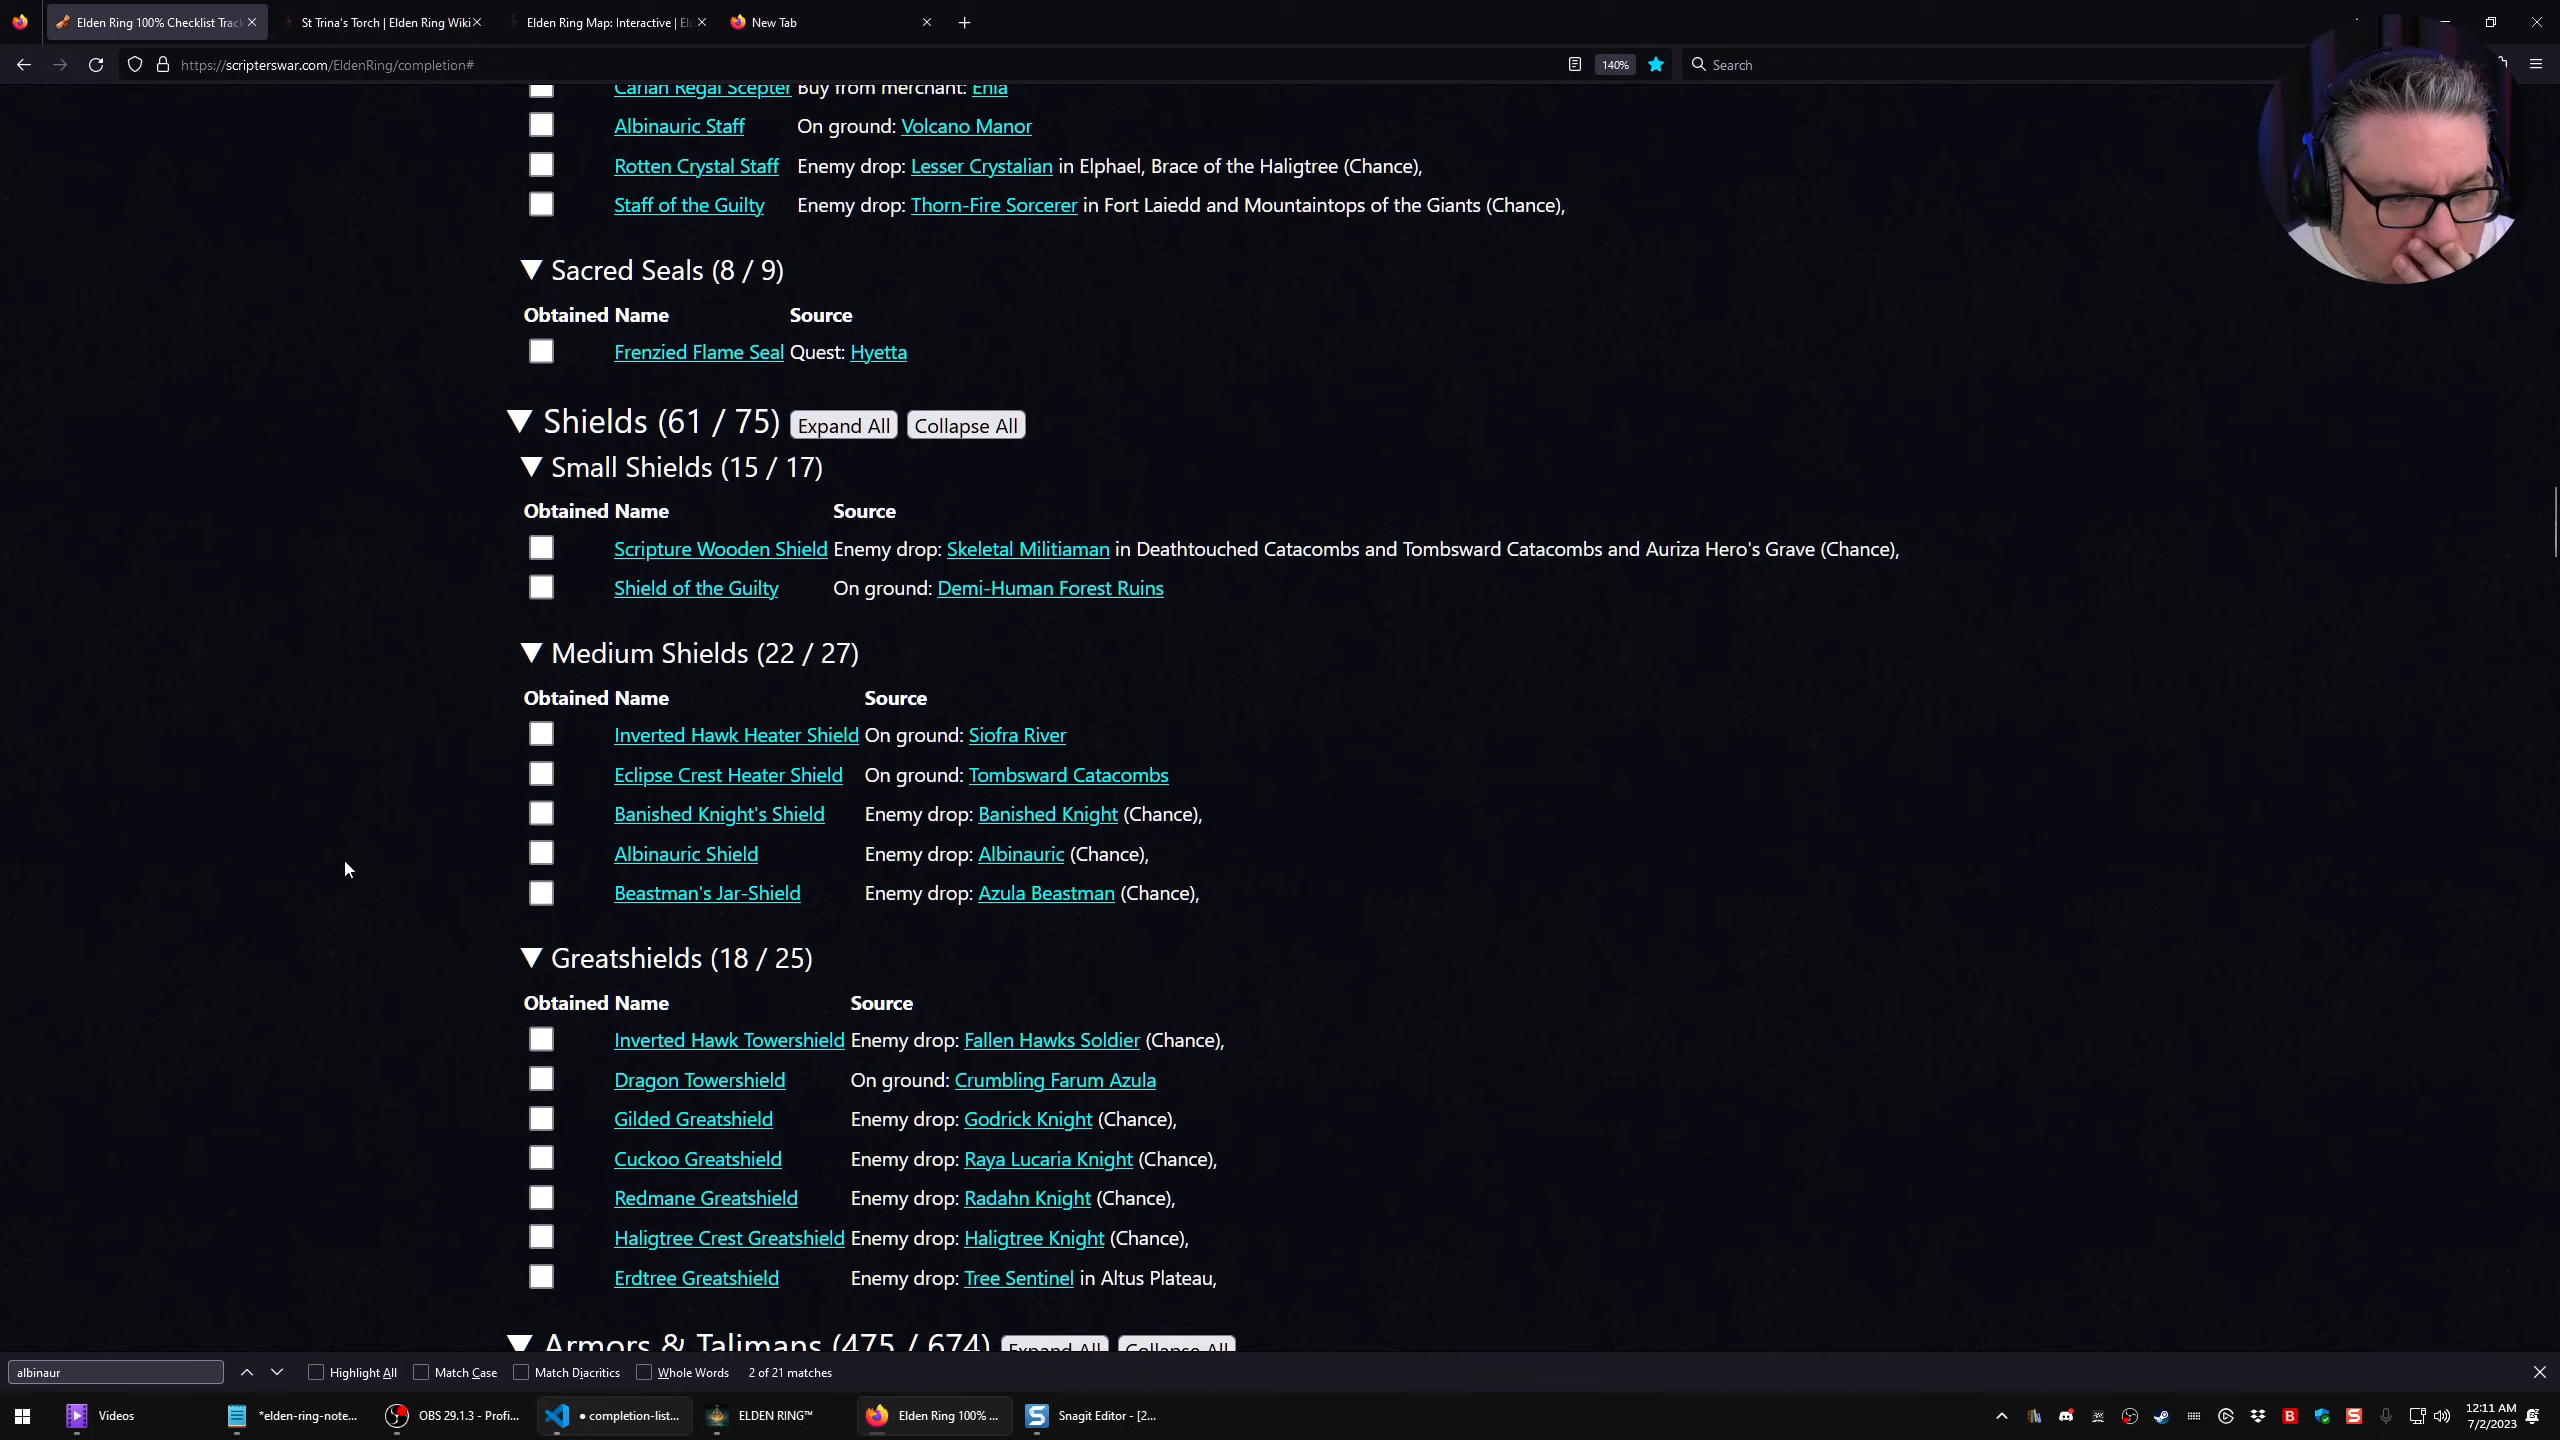 Elden Ring 100% Checklist Track
St Trina's Torch | Elden Ring Wiki
Elden Ring Map: Interactive | El
New Tab
https://scripterswar.com/EldenRing/completion#
140%
Search
Carian Regal Scepter Buy from merchant: Enia
Albinauric Staff On ground: Volcano Manor
Rotten Crystal Staff Enemy drop: Lesser Crystalian in Elphael, Brace of the Haligtree (Chance),
Staff of the Guilty Enemy drop: Thorn-Fire Sorcerer in Fort Laiedd and Mountaintops of the Giants (Chance),
Sacred Seals (8 / 9)
Obtained Name Source
Frenzied Flame Seal Quest: Hyetta
Shields (61 / 75) Expand All Collapse All
Small Shields (15 / 17)
Obtained Name Source
Scripture Wooden Shield Enemy drop: Skeletal Militiaman in Deathtouched Catacombs and Tombsward Catacombs and Auriza Hero's Grave (Chance),
Shield of the Guilty On ground: Demi-Human Forest Ruins
Medium Shields (22 / 27)
Obtained Name Source
Inverted Hawk Heater Shield On ground: Siofra River
Eclipse Crest Heater Shield On ground: Tombsward Catacombs
Banished Knight's Shield Enemy drop: Banished Knight (Chance),
Albinauric Shield Enemy drop: Albinauric (Chance),
Beastman's Jar-Shield Enemy drop: Azula Beastman (Chance),
Greatshields (18 / 25)
Obtained Name Source
Inverted Hawk Towershield Enemy drop: Fallen Hawks Soldier (Chance),
Dragon Towershield On ground: Crumbling Farum Azula
Gilded Greatshield Enemy drop: Godrick Knight (Chance),
Cuckoo Greatshield Enemy drop: Raya Lucaria Knight (Chance),
Redmane Greatshield Enemy drop: Radahn Knight (Chance),
Haligtree Crest Greatshield Enemy drop: Haligtree Knight (Chance),
Erdtree Greatshield Enemy drop: Tree Sentinel in Altus Plateau,
Armors & Talimans (475 / 674) Expand All Collapse All
albinaur Highlight All Match Case Match Diacritics Whole Words 2 of 21 matches
Videos *elden-ring-note... OBS 29.1.3 - Profi... • completion-list... ELDEN RING™ Elden Ring 100% ... Snagit Editor - [2... 12:11 AM
7/2/2023